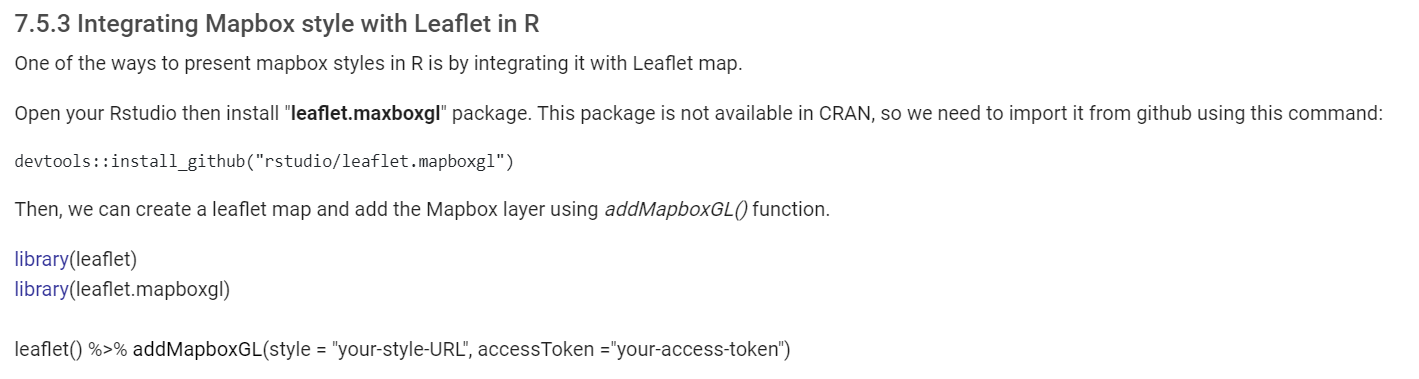 7.5.3 Integrating Mapbox style with Leaflet in R
One of the ways to present mapbox styles in R is by integrating it with Leaflet map.
Open your Rstudio then install "leaflet.maxboxgl" package. This package is not available in CRAN, so we need to import it from github using this command:
devtools::install_github("rstudio/leaflet.mapboxgl")
Then, we can create a leaflet map and add the Mapbox layer using addMapboxGL() function.
library(leaflet)
library(leaflet.mapboxgl)
leaflet() %>% addMapboxGL(style = "your-style-URL", accessToken ="your-access-token")